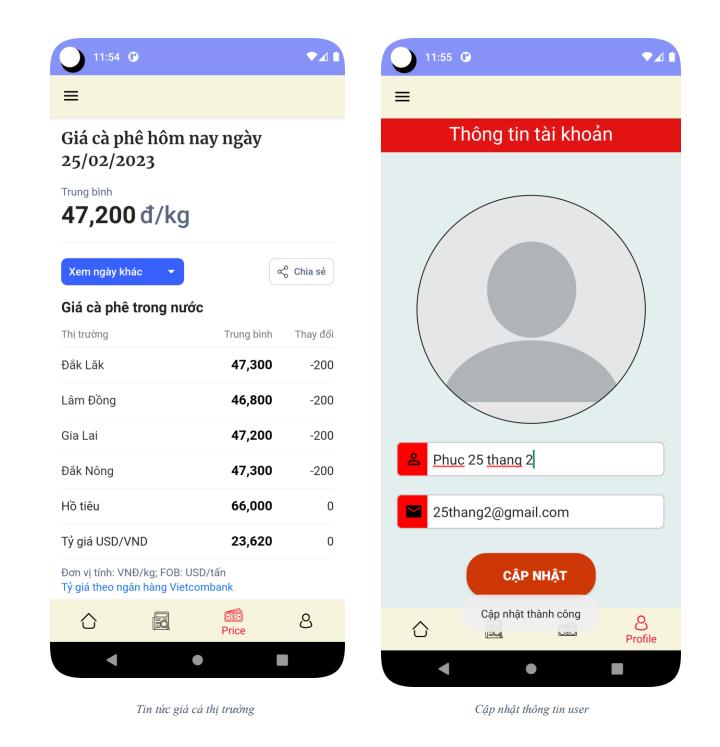 11:54
Giá cà phê hôm nay ngày
25/02/2023
Trung bình
47,200 đ/kg
Xem ngày khác
Chia sẻ
Giá cà phê trong nước
Thị trường Trung bình Thay đổi
Đắk Lăk 47,300 -200
Lâm Đồng 46,800 -200
Gia Lai 47,200 -200
Đắk Nông 47,300 -200
Hồ tiêu 66,000 0
Tỷ giá USD/VND 23,620 0
Đơn vị tính: VNĐ/kg; FOB: USD/tấn
Tỷ giá theo ngân hàng Vietcombank
Price
Tin tức giá cả thị trường
11:55
Thông tin tài khoản
Phuc 25 thang 2
25thang2@gmail.com
CẬP NHẬT
Cập nhật thành công
Profile
Cập nhật thông tin user